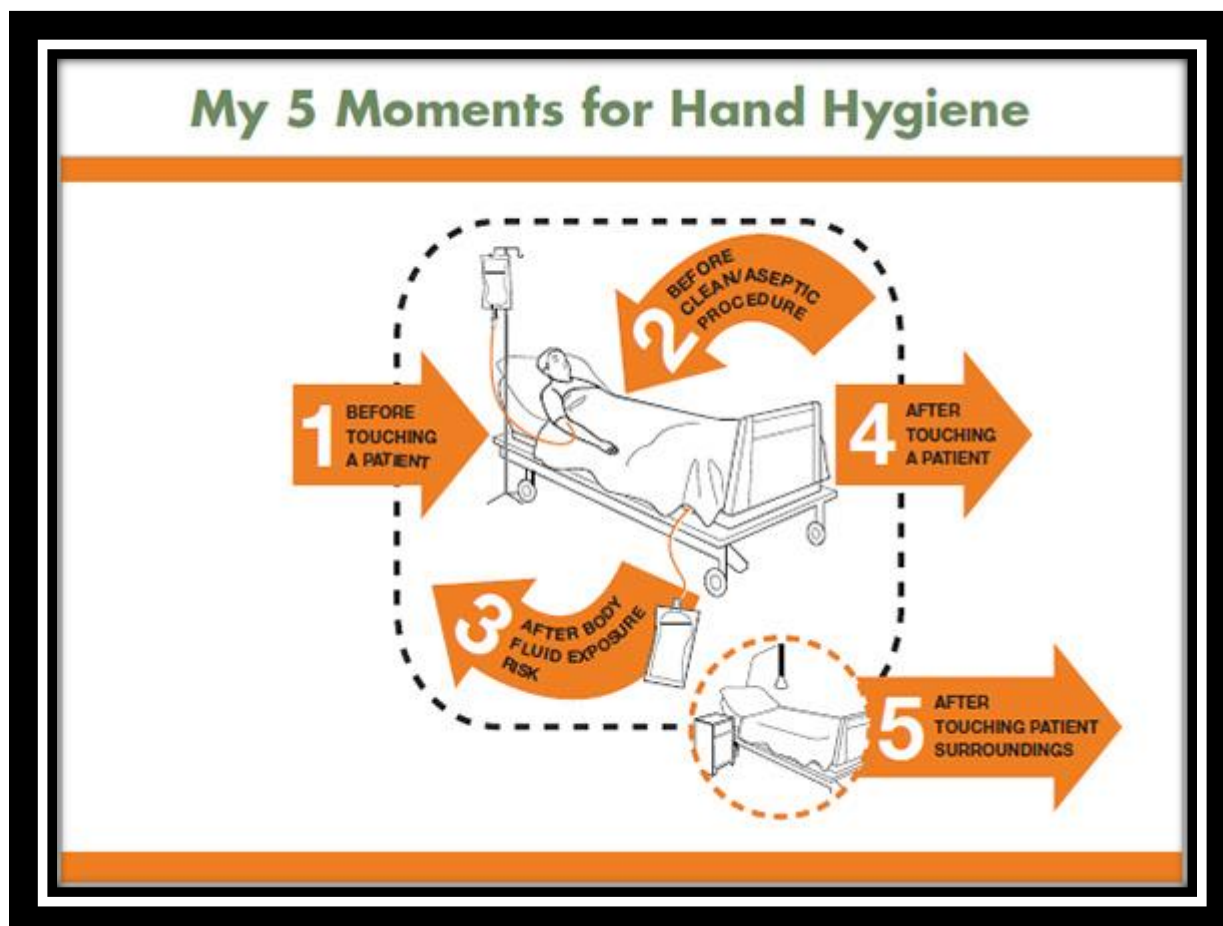 My 5 Moments for Hand Hygiene
1
BEFORE
TOUCHING
A PATIENT
2
BEFORE
CLEAN/ASEPTIC
PROCEDURE
3
AFTER BODY
FLUID EXPOSURE
RISK
4
AFTER
TOUCHING
A PATIENT
5
AFTER
TOUCHING PATIENT
SURROUNDINGS